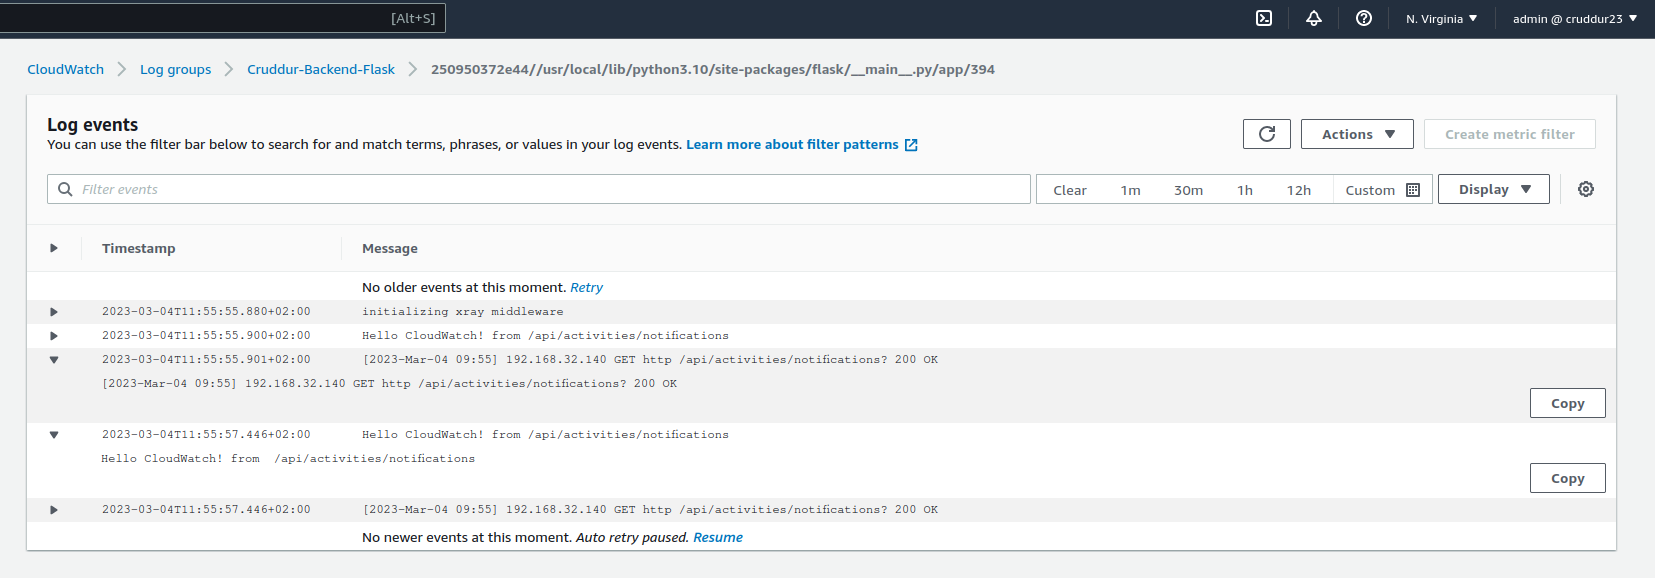 [Alt+S] N. Virginia admin @ cruddur23
CloudWatch Log groups Cruddur-Backend-Flask 250950372e44//usr/local/lib/python3.10/site-packages/flask/__main__.py/app/394
Log events
You can use the filter bar below to search for and match terms, phrases, or values in your log events. Learn more about filter patterns
Actions Create metric filter
Filter events Clear 1m 30m 1h 12h Custom Display
Timestamp Message
No older events at this moment. Retry
2023-03-04T11:55:55.880+02:00 initializing xray middleware
2023-03-04T11:55:55.900+02:00 Hello CloudWatch! from /api/activities/notifications
2023-03-04T11:55:55.901+02:00 [2023-Mar-04 09:55] 192.168.32.140 GET http /api/activities/notifications? 200 OK
[2023-Mar-04 09:55] 192.168.32.140 GET http /api/activities/notifications? 200 OK
Copy
2023-03-04T11:55:57.446+02:00 Hello CloudWatch! from /api/activities/notifications
Hello CloudWatch! from  /api/activities/notifications
Copy
2023-03-04T11:55:57.446+02:00 [2023-Mar-04 09:55] 192.168.32.140 GET http /api/activities/notifications? 200 OK
No newer events at this moment. Auto retry paused. Resume